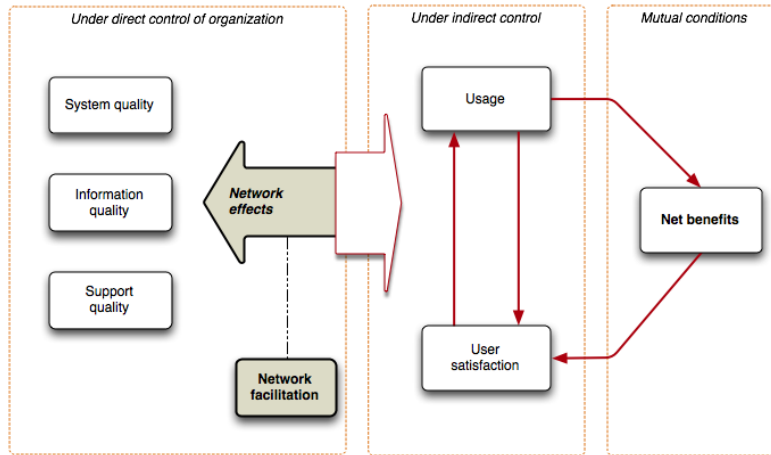 Under direct control of organization
Under indirect control
Mutual conditions
System quality
Information
quality
Support
quality
Network
effects
Network
facilitation
Usage
User
satisfaction
Net benefits